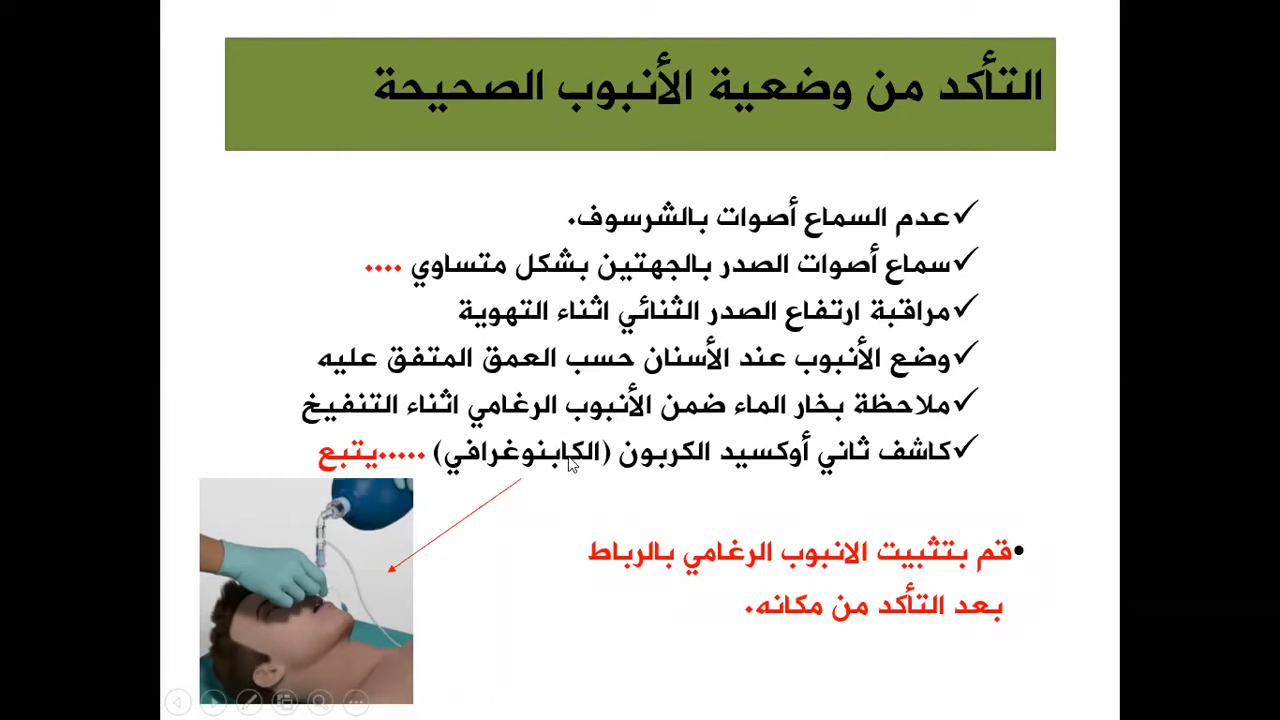 التأكد من وضعية الأنبوب الصحيحة
✓عدم السماع أصوات بالشرسوف.
✓سماع أصوات الصدر بالجهتين بشكل متساوي ....
✓مراقبة ارتفاع الصدر الثنائي اثناء التهوية
✓وضع الأنبوب عند الأسنان حسب العمق المتفق عليه
✓ملاحظة بخار الماء ضمن الأنبوب الرغامي اثناء التنفيخ
✓كاشف ثاني أوكسيد الكربون (الكابنوغرافي) .....يتبع
•قم بتثبيت الانبوب الرغامي بالرباط
بعد التأكد من مكانه.